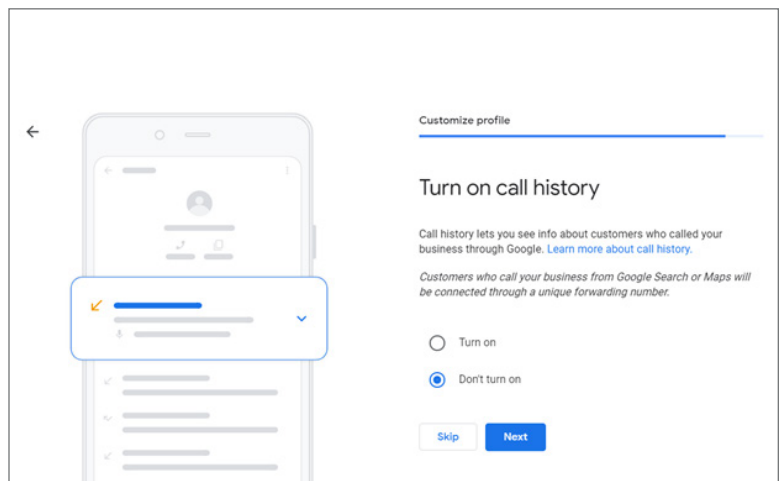 Customize profile
Turn on call history
Call history lets you see info about customers who called your
business through Google. Learn more about call history.
Customers who call your business from Google Search or Maps will
be connected through a unique forwarding number.
Turn on
Don't turn on
Skip
Next